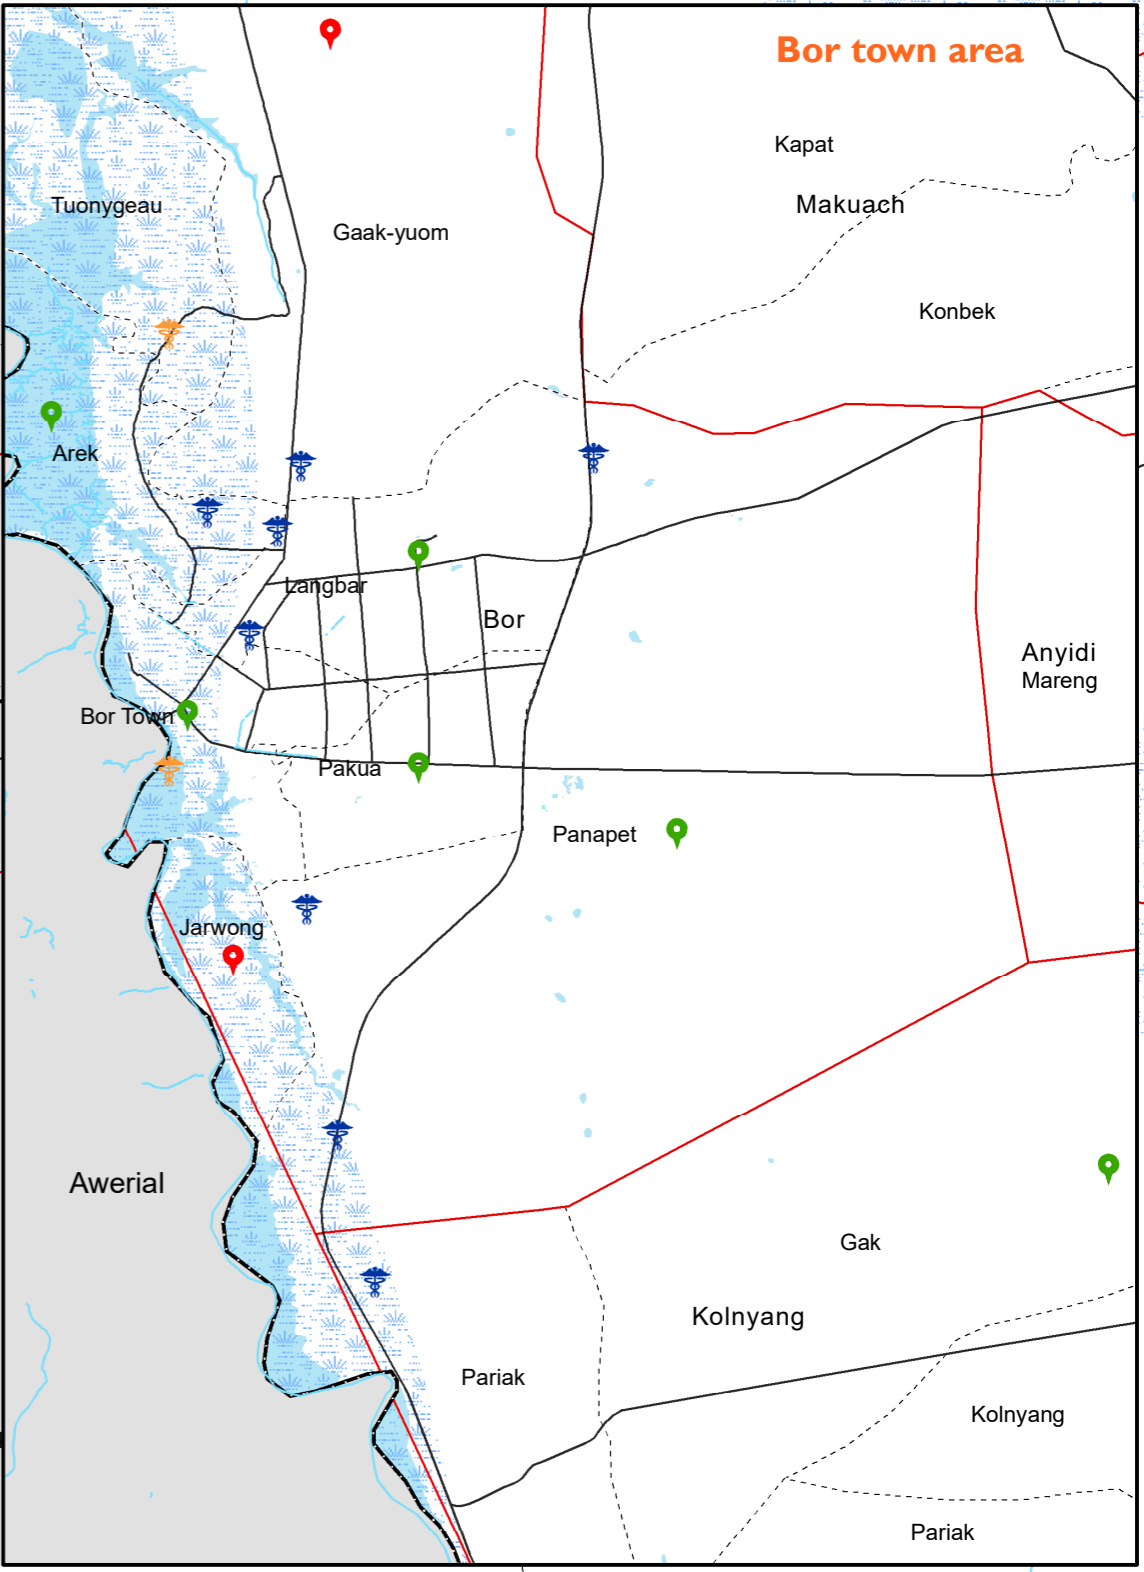 Bor town area
Kapat
Makuach
Tuonygeau
Gaak-yuom
Konbek
Arek
Langbar
Bor
Anyidi
Mareng
Bor Town
Pakua
Panapet
Jarwong
Awerial
Gak
Kolnyang
Pariak
Kolnyang
Pariak